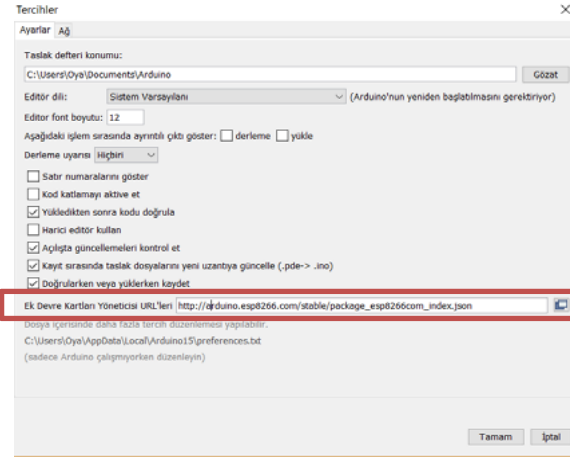 Tercihler
Ayarlar Ağ
Taslak defteri konumu:
C:\Users\Oya\Documents\Arduino Gözat
Editör dili: Sistem Varsayılanı (Arduino'nun yeniden başlatılmasını gerektiriyor)
Editor font boyutu: 12
Aşağıdaki işlem sırasında ayrıntılı çıktı göster: derleme yükle
Derleme uyarısı Hiçbiri
Satır numaralarını göster
Kod katlamayı aktive et
Yükledikten sonra kodu doğrula
Harici editör kullan
Açılışta güncellemeleri kontrol et
Kayıt sırasında taslak dosyalarını yeni uzantıya güncelle (.pde-> .ino)
Doğrularken veya yüklerken kaydet
Ek Devre Kartları Yöneticisi URL'leri http://arduino.esp8266.com/stable/package_esp8266com_index.json
Dosya içerisinde daha fazla tercih düzenlemesi yapılabilir.
C:\Users\Oya\AppData\Local\Arduino15\preferences.txt
(sadece Arduino çalışmıyorken düzenleyin)
Tamam İptal